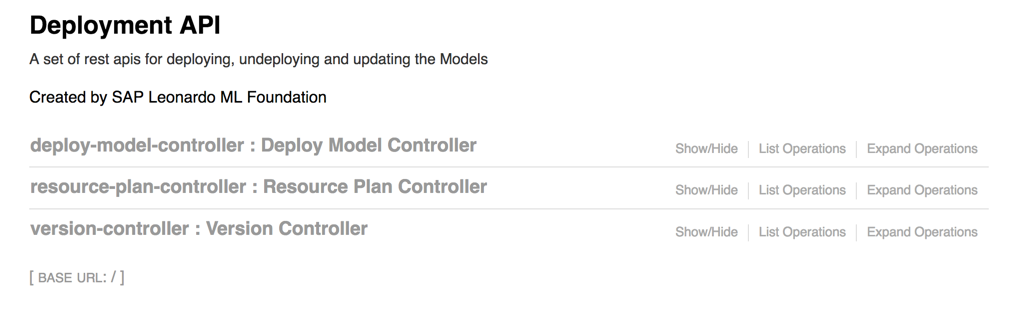 Deployment API
A set of rest apis for deploying, undeploying and updating the Models
Created by SAP Leonardo ML Foundation
deploy-model-controller : Deploy Model Controller Show/Hide List Operations Expand Operations
resource-plan-controller : Resource Plan Controller Show/Hide List Operations Expand Operations
version-controller : Version Controller Show/Hide List Operations Expand Operations
[ BASE URL: / ]